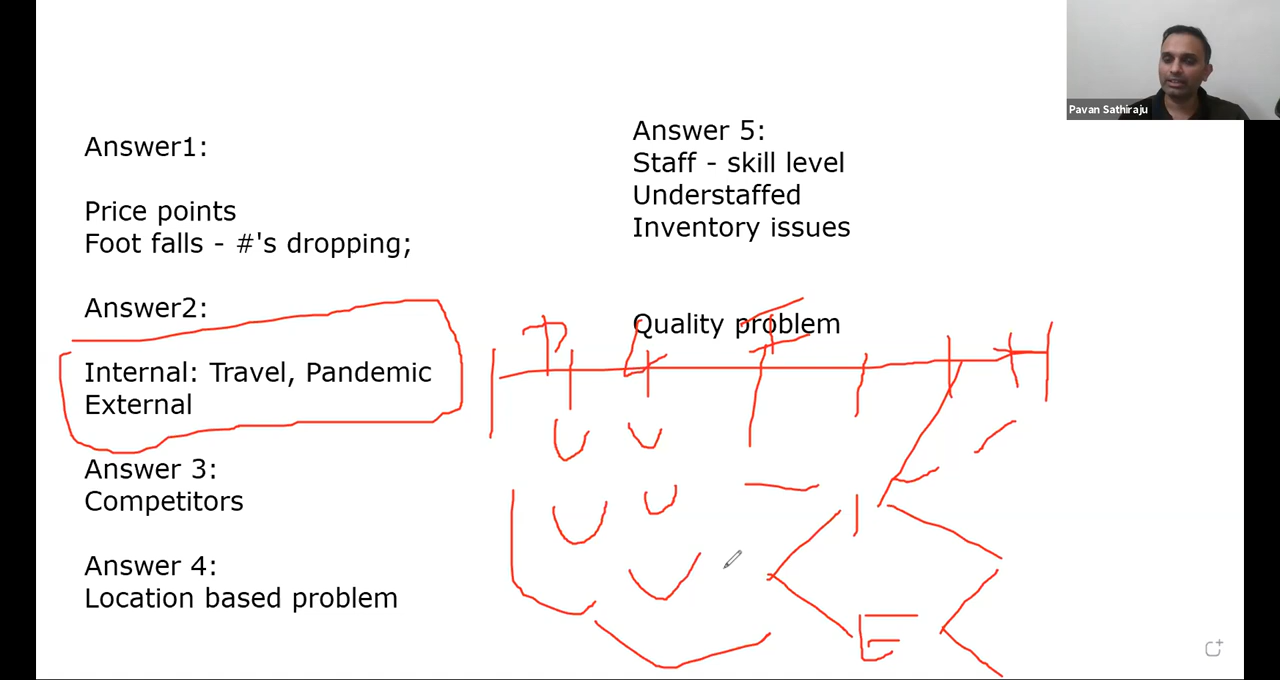 Pavan Sathiraju
Answer1:
Price points
Foot falls - #'s dropping;
Answer2:
Internal: Travel, Pandemic
External
Answer 3:
Competitors
Answer 4:
Location based problem
Answer 5:
Staff - skill level
Understaffed
Inventory issues
Quality problem
I
E